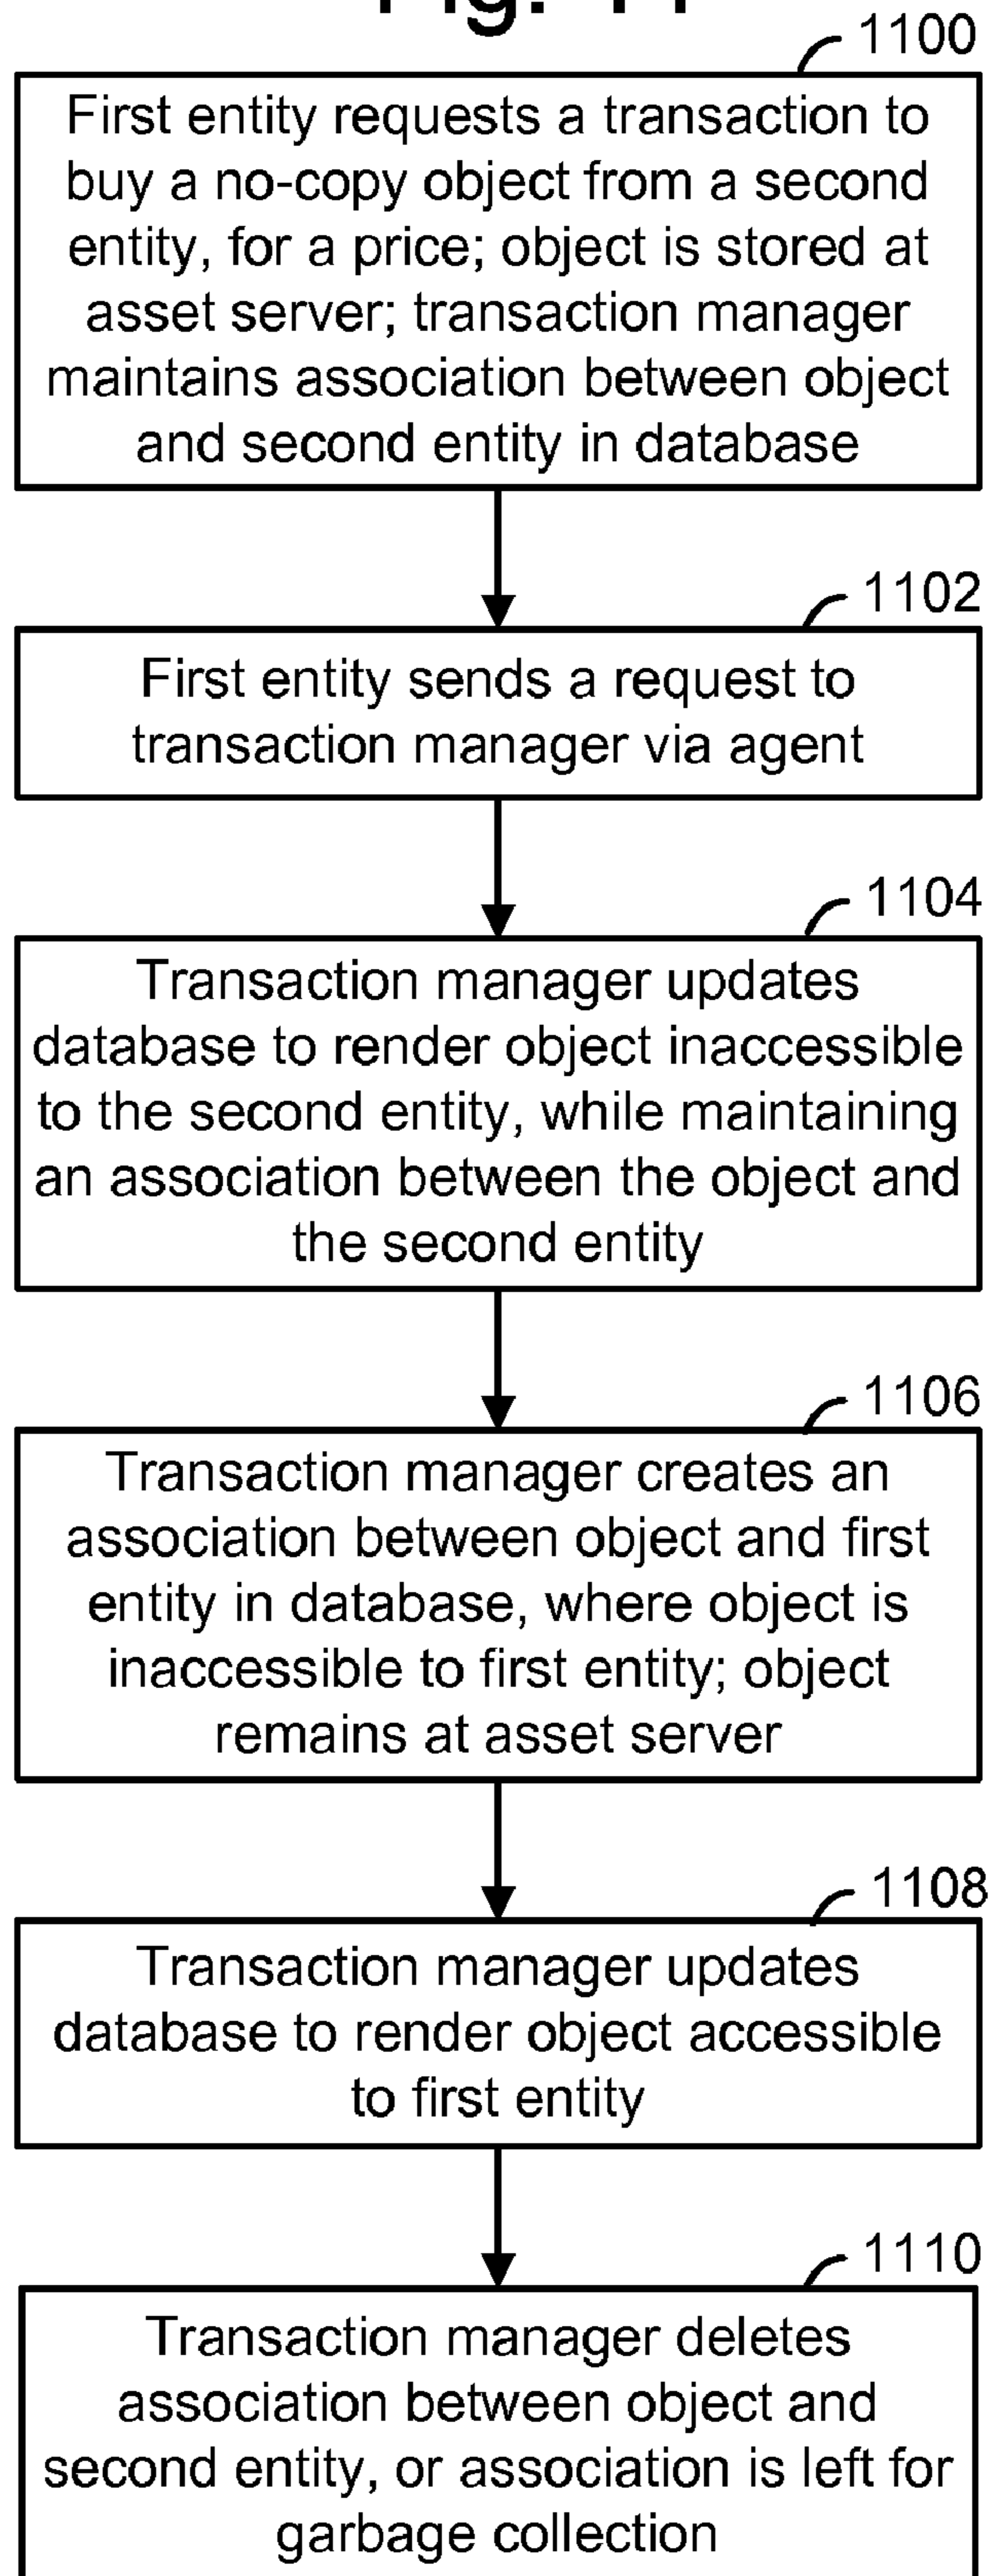 Fig. 11
1100
First entity requests a transaction to
buy a no-copy object from a second
entity, for a price; object is stored at
asset server; transaction manager
maintains association between object
and second entity in database
1102
First entity sends a request to
transaction manager via agent
1104
Transaction manager updates
database to render object inaccessible
to the second entity, while maintaining
an association between the object and
the second entity
1106
Transaction manager creates an
association between object and first
entity in database, where object is
inaccessible to first entity; object
remains at asset server
1108
Transaction manager updates
database to render object accessible
to first entity
1110
Transaction manager deletes
association between object and
second entity, or association is left for
garbage collection